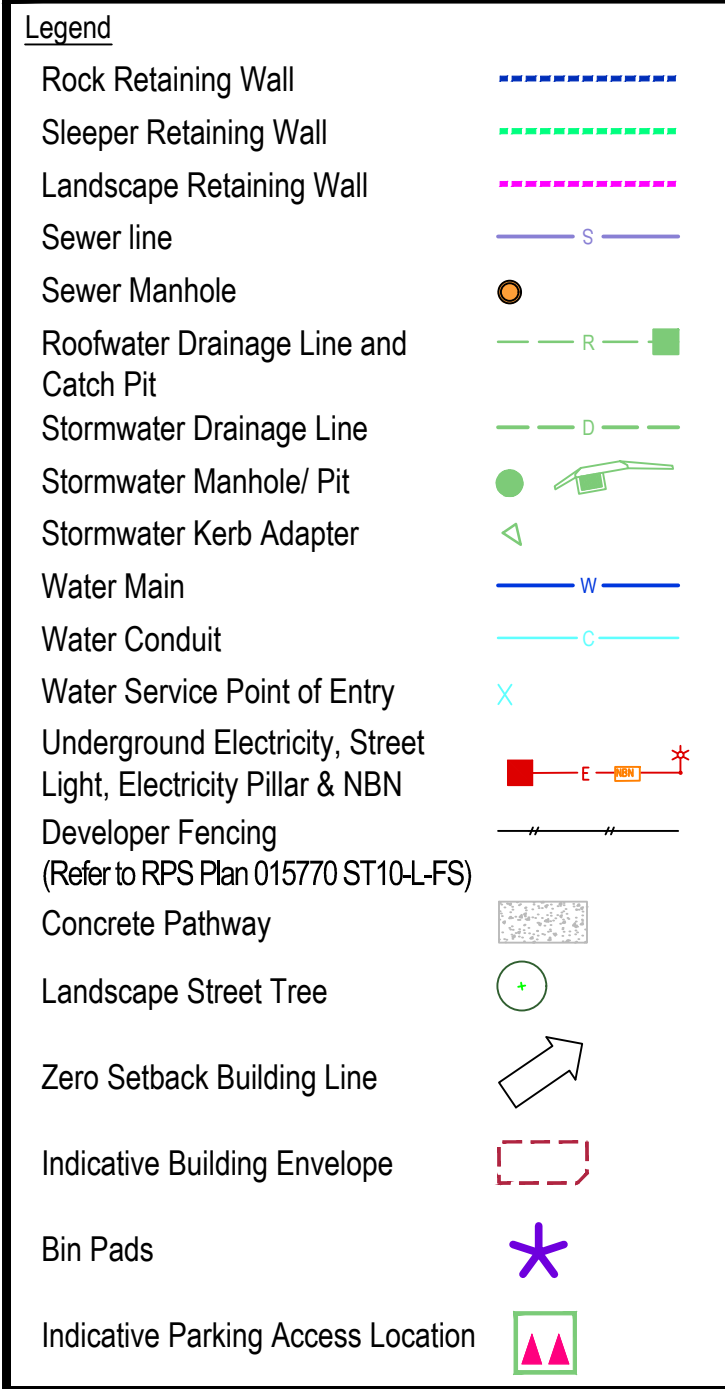 Legend
Rock Retaining Wall
Sleeper Retaining Wall
Landscape Retaining Wall
Sewer line S
Sewer Manhole
Roofwater Drainage Line and
Catch Pit R
Stormwater Drainage Line D
Stormwater Manhole/ Pit
Stormwater Kerb Adapter
Water Main W
Water Conduit C
Water Service Point of Entry X
Underground Electricity, Street
Light, Electricity Pillar & NBN E NBN
Developer Fencing
(Refer to RPS Plan 015770 ST10-L-FS)
Concrete Pathway
Landscape Street Tree
Zero Setback Building Line
Indicative Building Envelope
Bin Pads
Indicative Parking Access Location